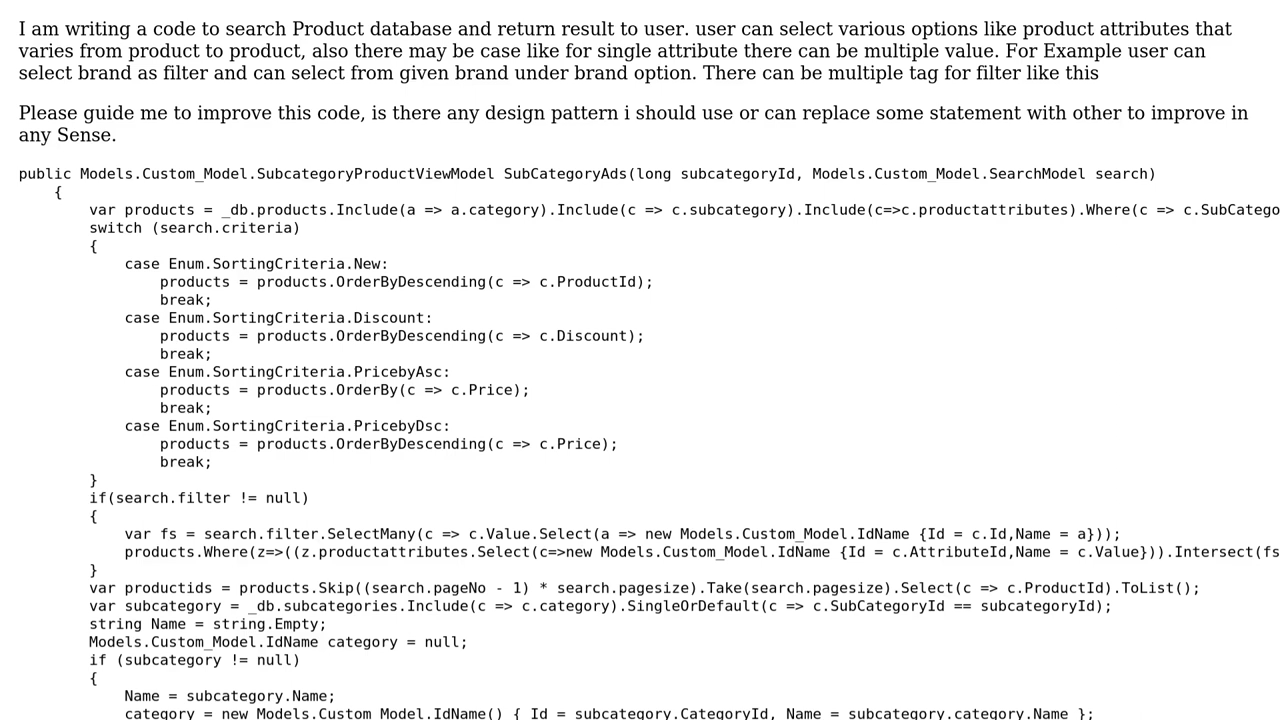 I am writing a code to search Product database and return result to user. user can select various options like product attributes that
varies from product to product, also there may be case like for single attribute there can be multiple value. For Example user can
select brand as filter and can select from given brand under brand option. There can be multiple tag for filter like this
Please guide me to improve this code, is there any design pattern i should use or can replace some statement with other to improve in
any Sense.
public Models.Custom_Model.SubcategoryProductViewModel SubCategoryAds(long subcategoryId, Models.Custom_Model.SearchModel search)
{
var products = _db.products.Include(a => a.category).Include(c => c.subcategory).Include(c=>c.productattributes).Where(c => c.SubCatego
switch (search.criteria)
{
case Enum.SortingCriteria.New:
products = products.OrderByDescending(c => c.ProductId);
break;
case Enum.SortingCriteria.Discount:
products = products.OrderByDescending(c => c.Discount);
break;
case Enum.SortingCriteria.PricebyAsc:
products = products.OrderBy(c => c.Price);
break;
case Enum.SortingCriteria.PricebyDsc:
products = products.OrderByDescending(c => c.Price);
break;
}
if(search.filter != null)
{
var fs = search.filter.SelectMany(c => c.Value.Select(a => new Models.Custom_Model.IdName {Id = c.Id,Name = a}));
products.Where(z=>((z.productattributes.Select(c=>new Models.Custom_Model.IdName {Id = c.AttributeId,Name = c.Value})).Intersect(fs
}
var productids = products.Skip((search.pageNo - 1) * search.pagesize).Take(search.pagesize).Select(c => c.ProductId).ToList();
var subcategory = _db.subcategories.Include(c => c.category).SingleOrDefault(c => c.SubCategoryId == subcategoryId);
string Name = string.Empty;
Models.Custom_Model.IdName category = null;
if (subcategory != null)
{
Name = subcategory.Name;
category = new Models.Custom_Model.IdName() { Id = subcategory.CategoryId, Name = subcategory.category.Name };